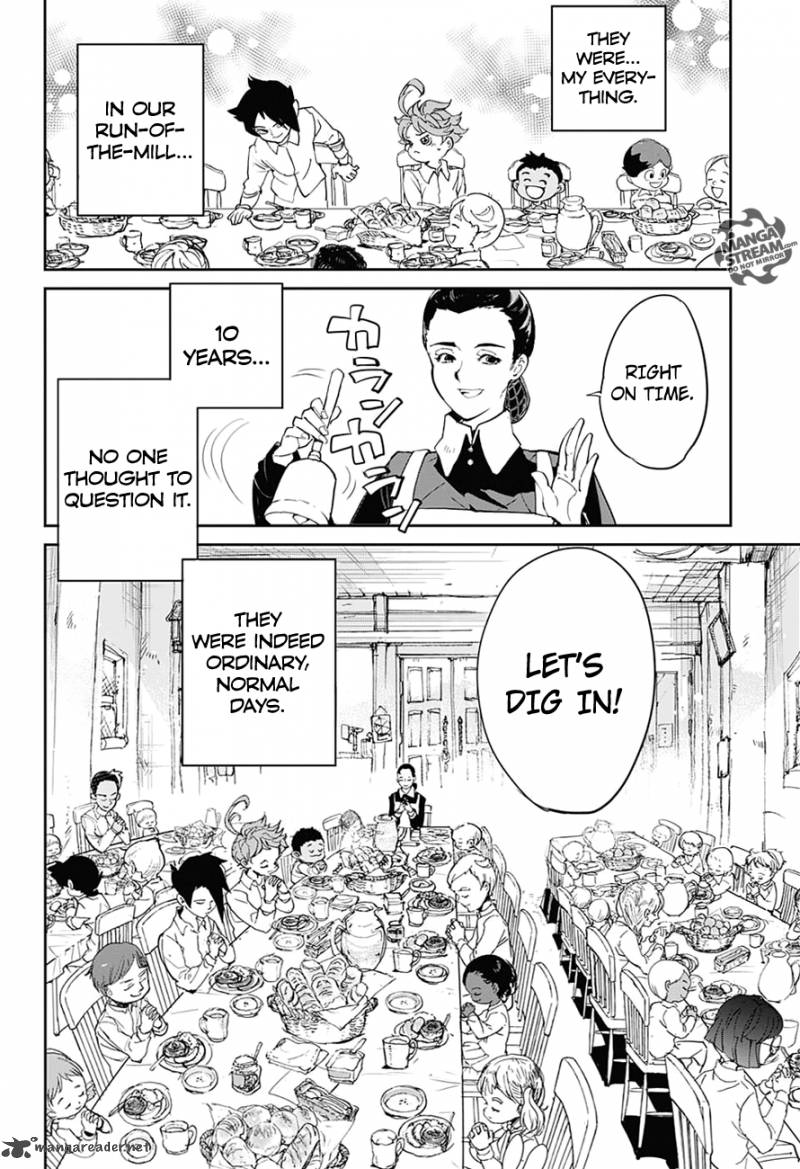 THEY
WERE...
MY EVERY-
THING.
IN OUR
RUN-OF-
THE-MILL...
MANGA
STREAM.com
DO NOT MIRROR
RIGHT
ON TIME.
カランカラン
10
YEARS...
NO ONE
THOUGHT TO
QUESTION IT.
THEY
WERE INDEED
ORDINARY,
NORMAL
DAYS.
LET'S
DIG IN!
mangareader.net